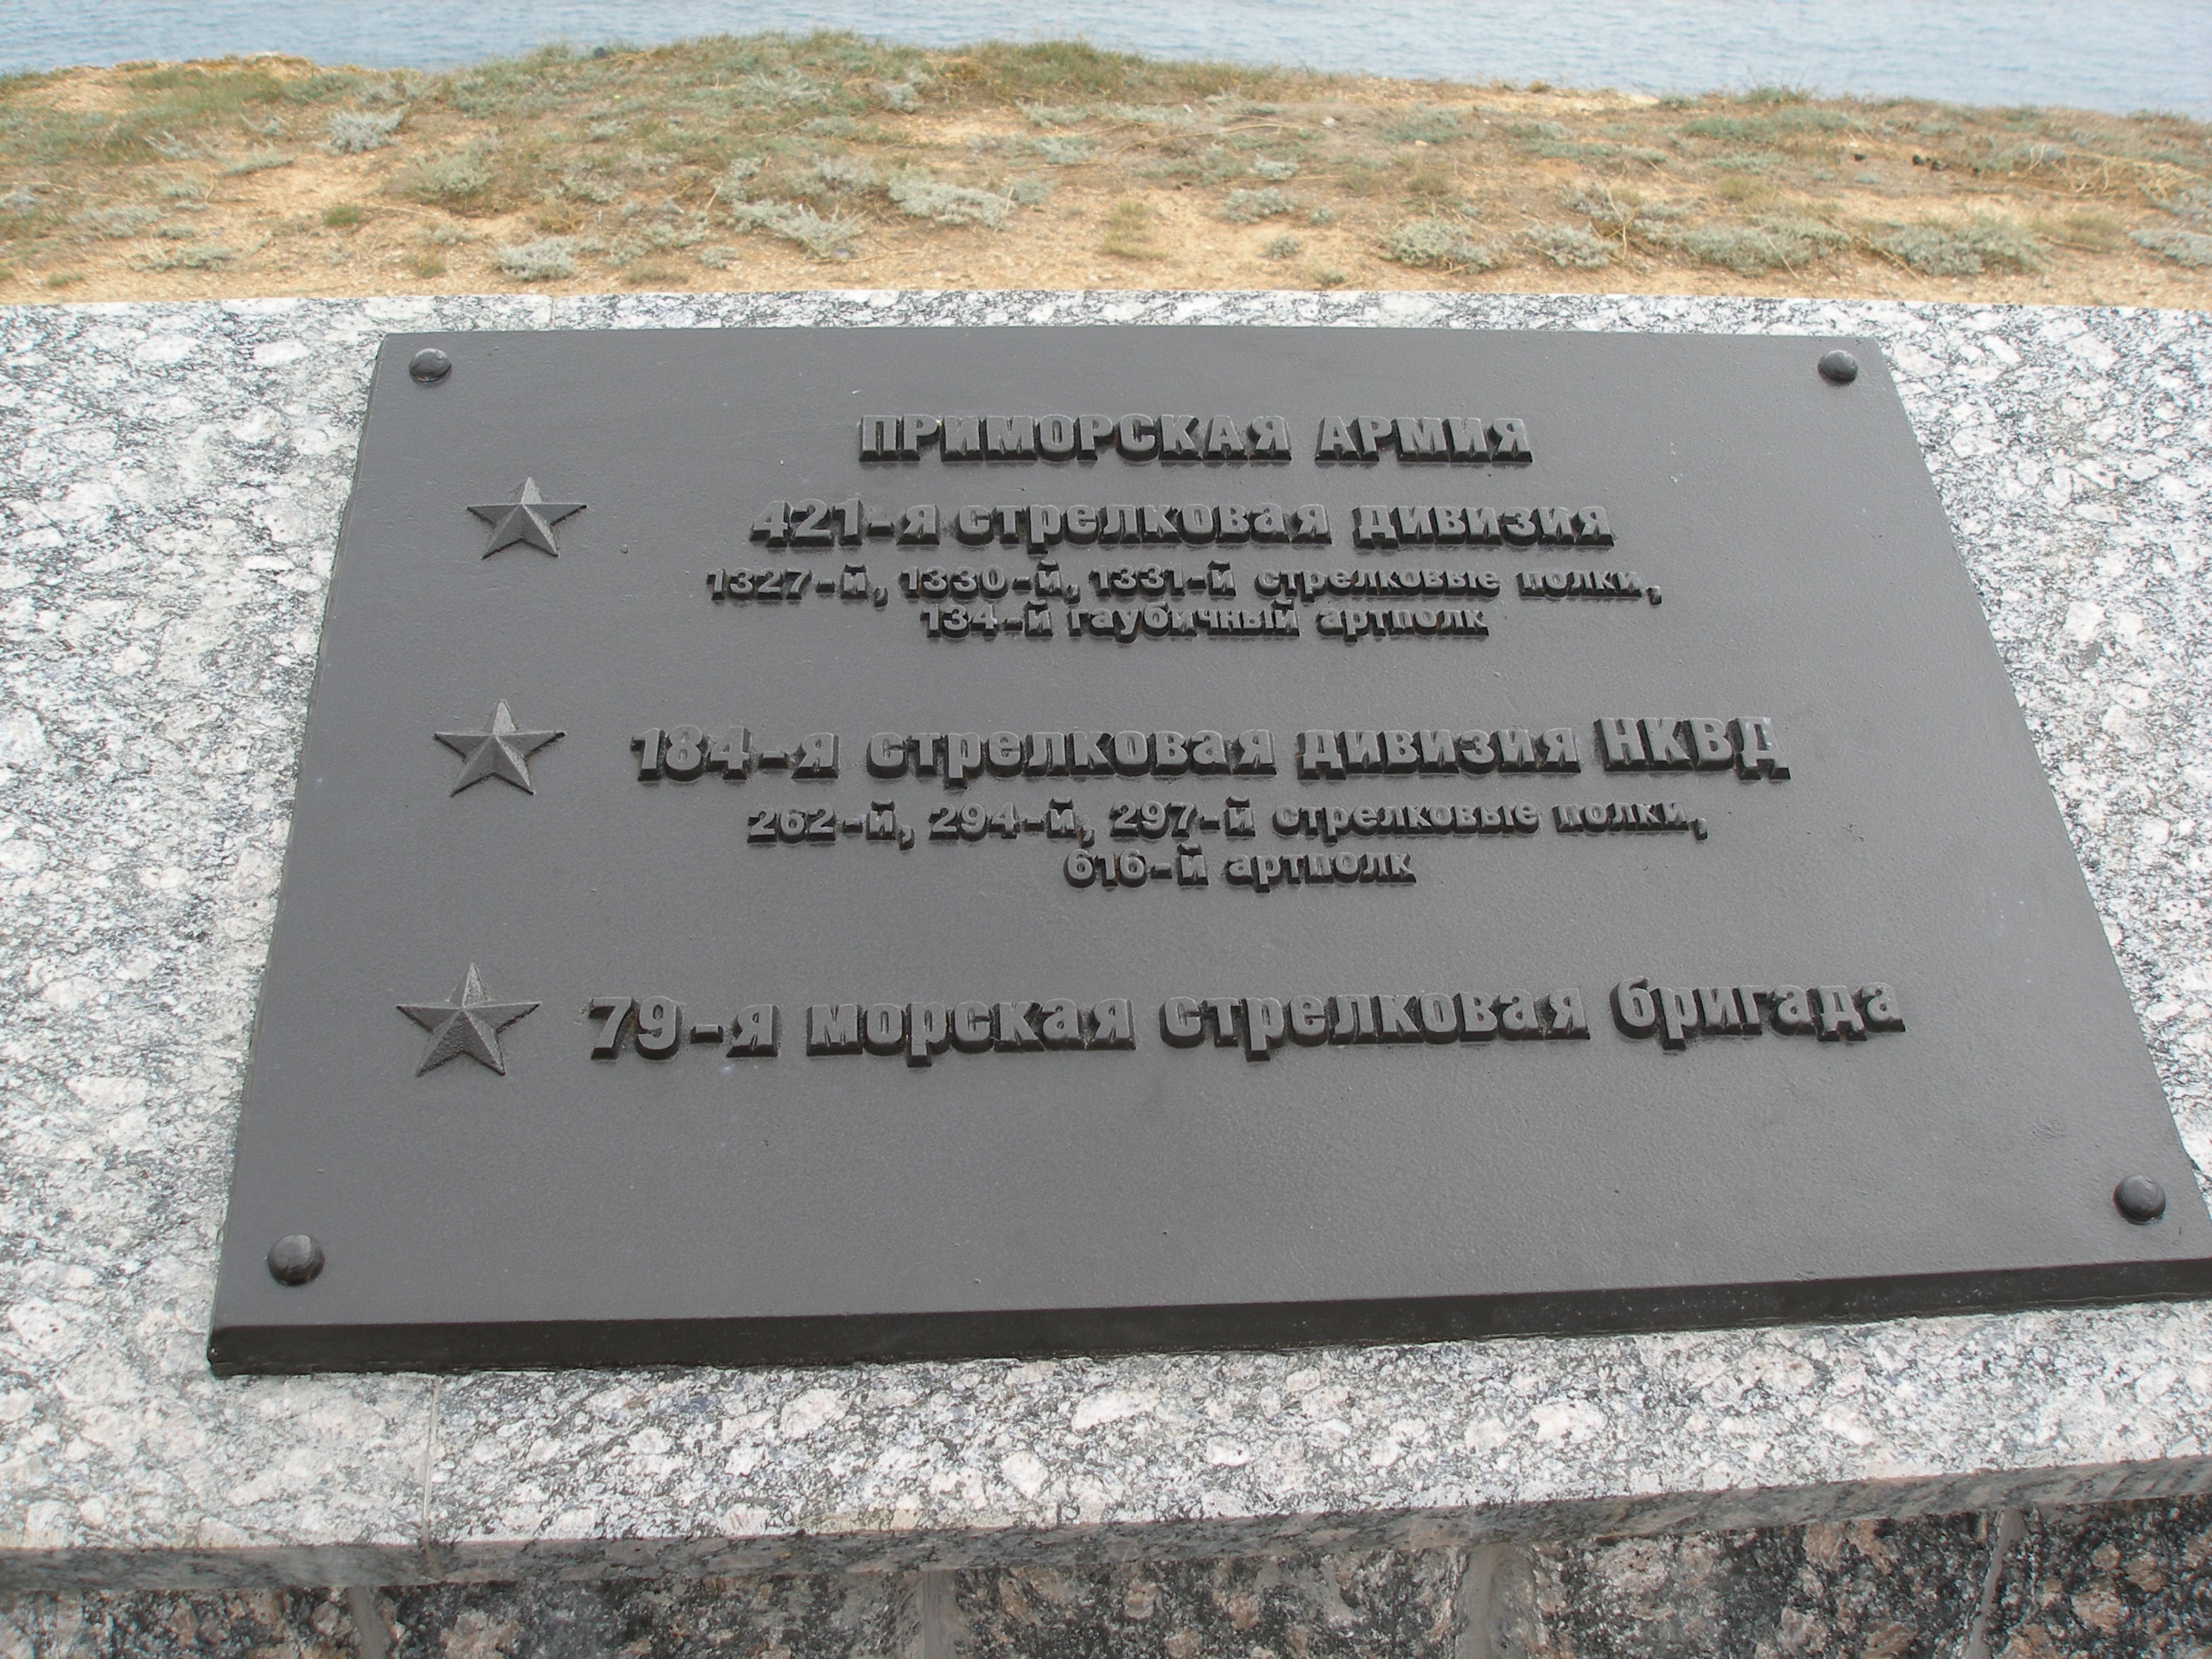 ПРИМОРСКАЯ АРМИЯ
421-я стрелковая дивизия
1327-й, 1330-й, 1331-й стрелковые полки,
134-й гаубичный артполк
184-я стрелковая дивизия НКВД
262-й, 294-й, 297-й стрелковые полки,
616-й артполк
79-я морская стрелковая бригада